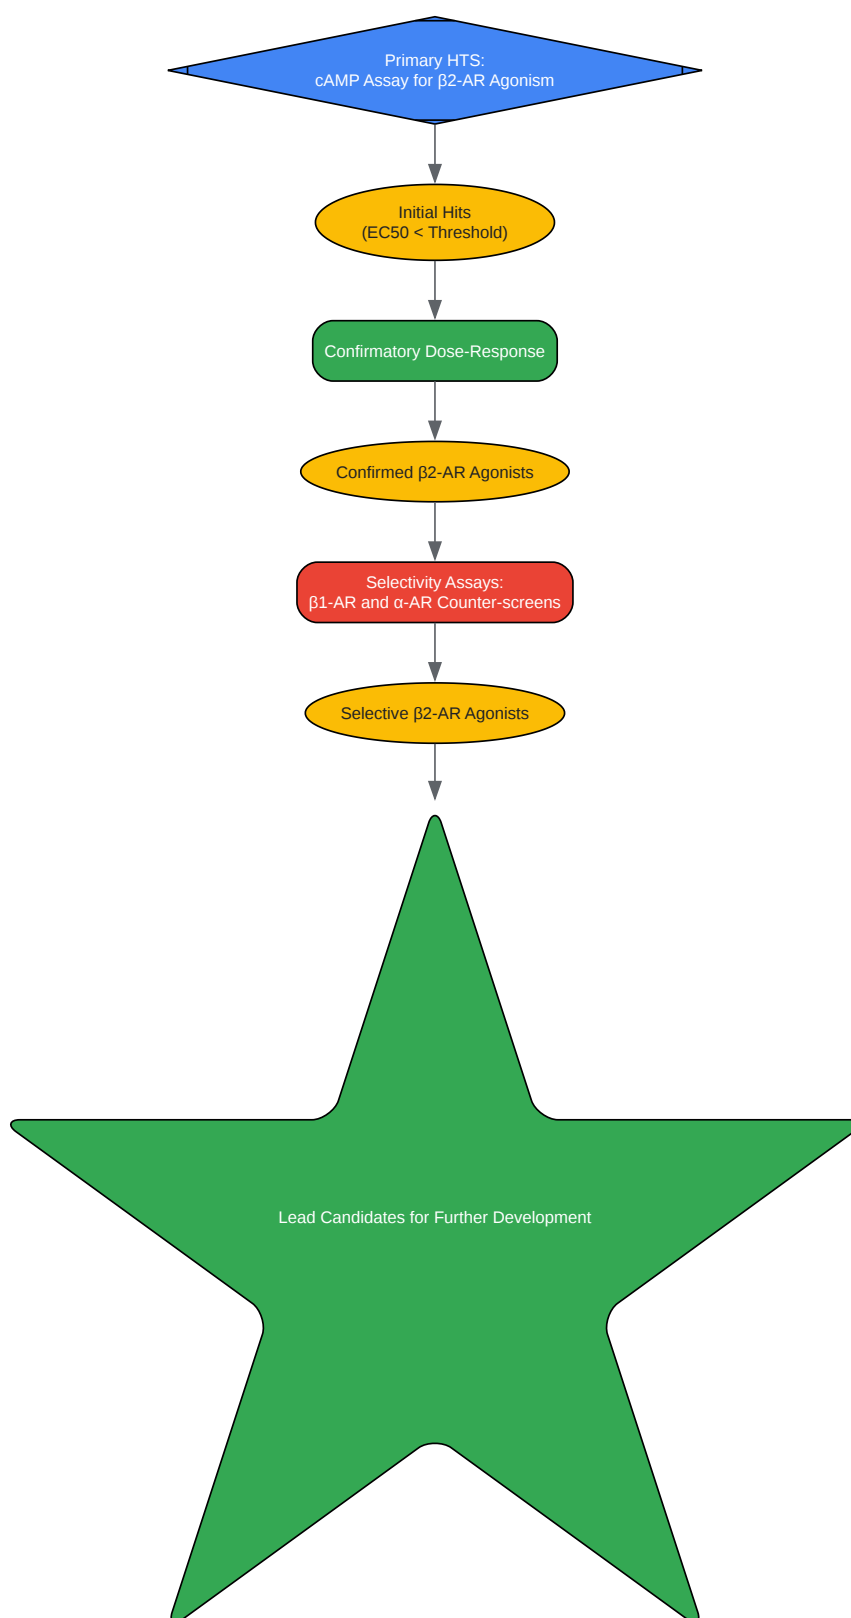 Primary HTS:
cAMP Assay for β2-AR Agonism
Initial Hits
(EC50 < Threshold)
Confirmatory Dose-Response
Confirmed β2-AR Agonists
Selectivity Assays:
β1-AR and α-AR Counter-screens
Selective β2-AR Agonists
Lead Candidates for Further Development